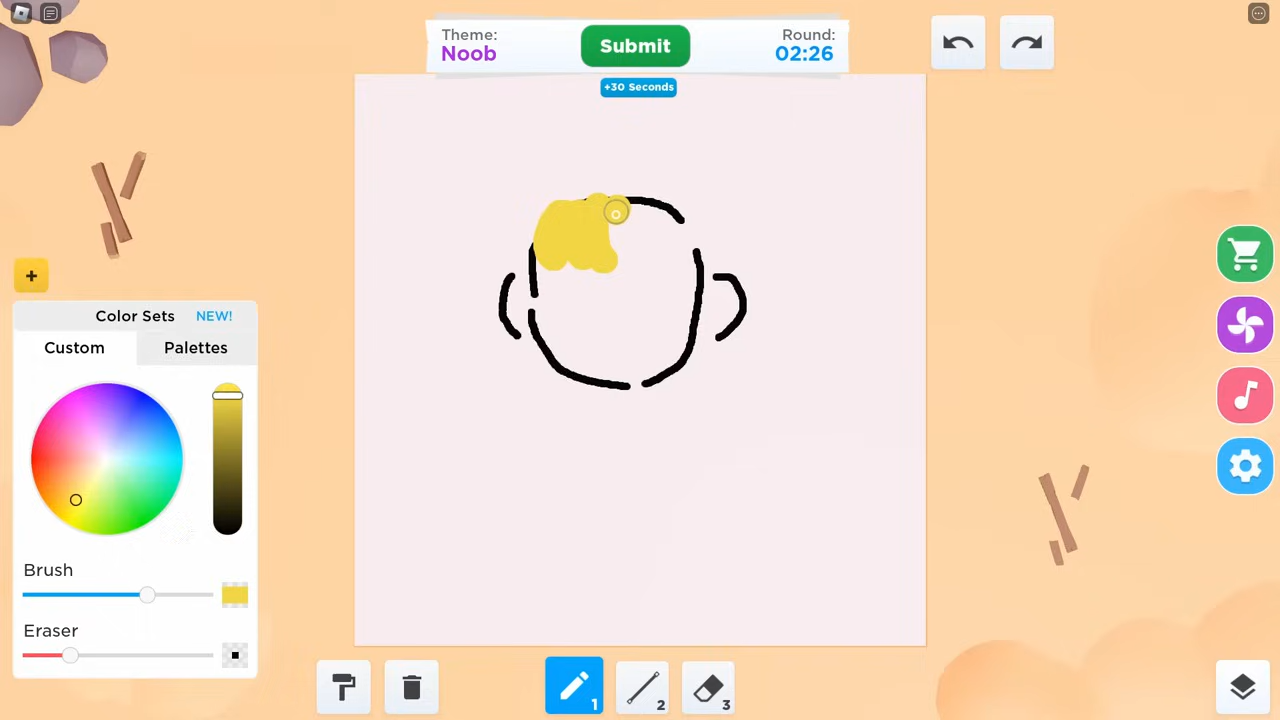 Theme:
Noob
Submit
Round:
02:26
+30 Seconds
+
Color Sets NEW!
Custom Palettes
Brush
Eraser
1
2
3